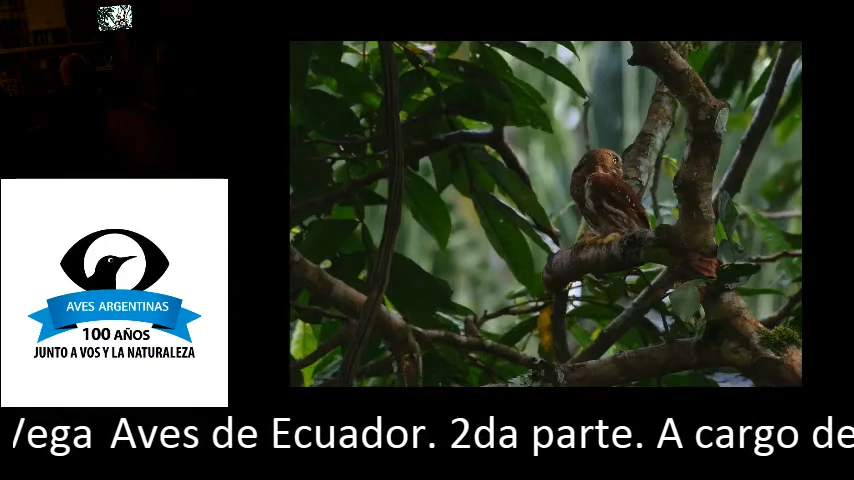 AVES ARGENTINAS
100 AÑOS
JUNTO A VOS Y LA NATURALEZA
Vega Aves de Ecuador. 2da parte. A cargo de